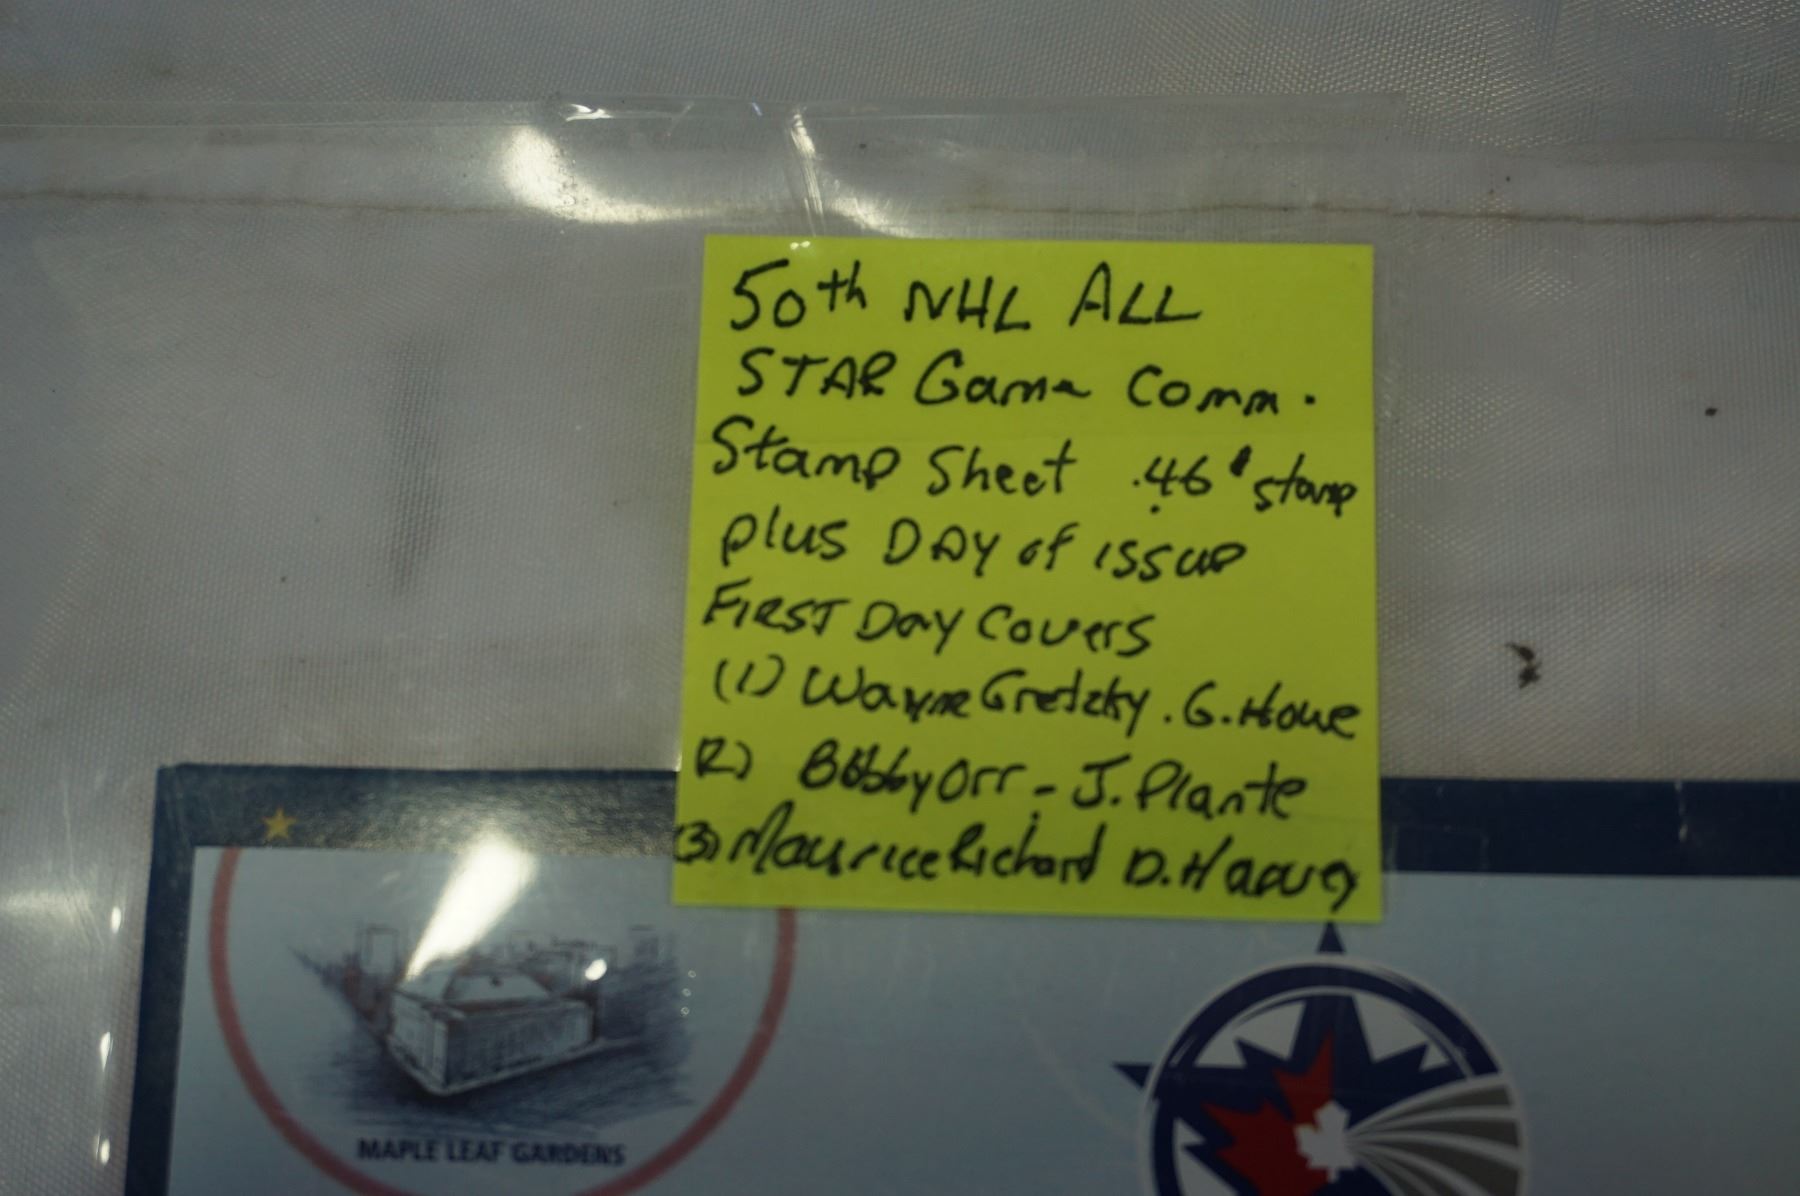 50th NHL ALL
STAR Game Comm.
Stamp Sheet .46¢ stamp
plus DAY of issue
FIRST DAY Covers
(1) Wayne Gretzky. G. Howe
(2) Bobby Orr - J. Plante
(3) Maurice Richard D. Harvey
MAPLE LEAF GARDENS